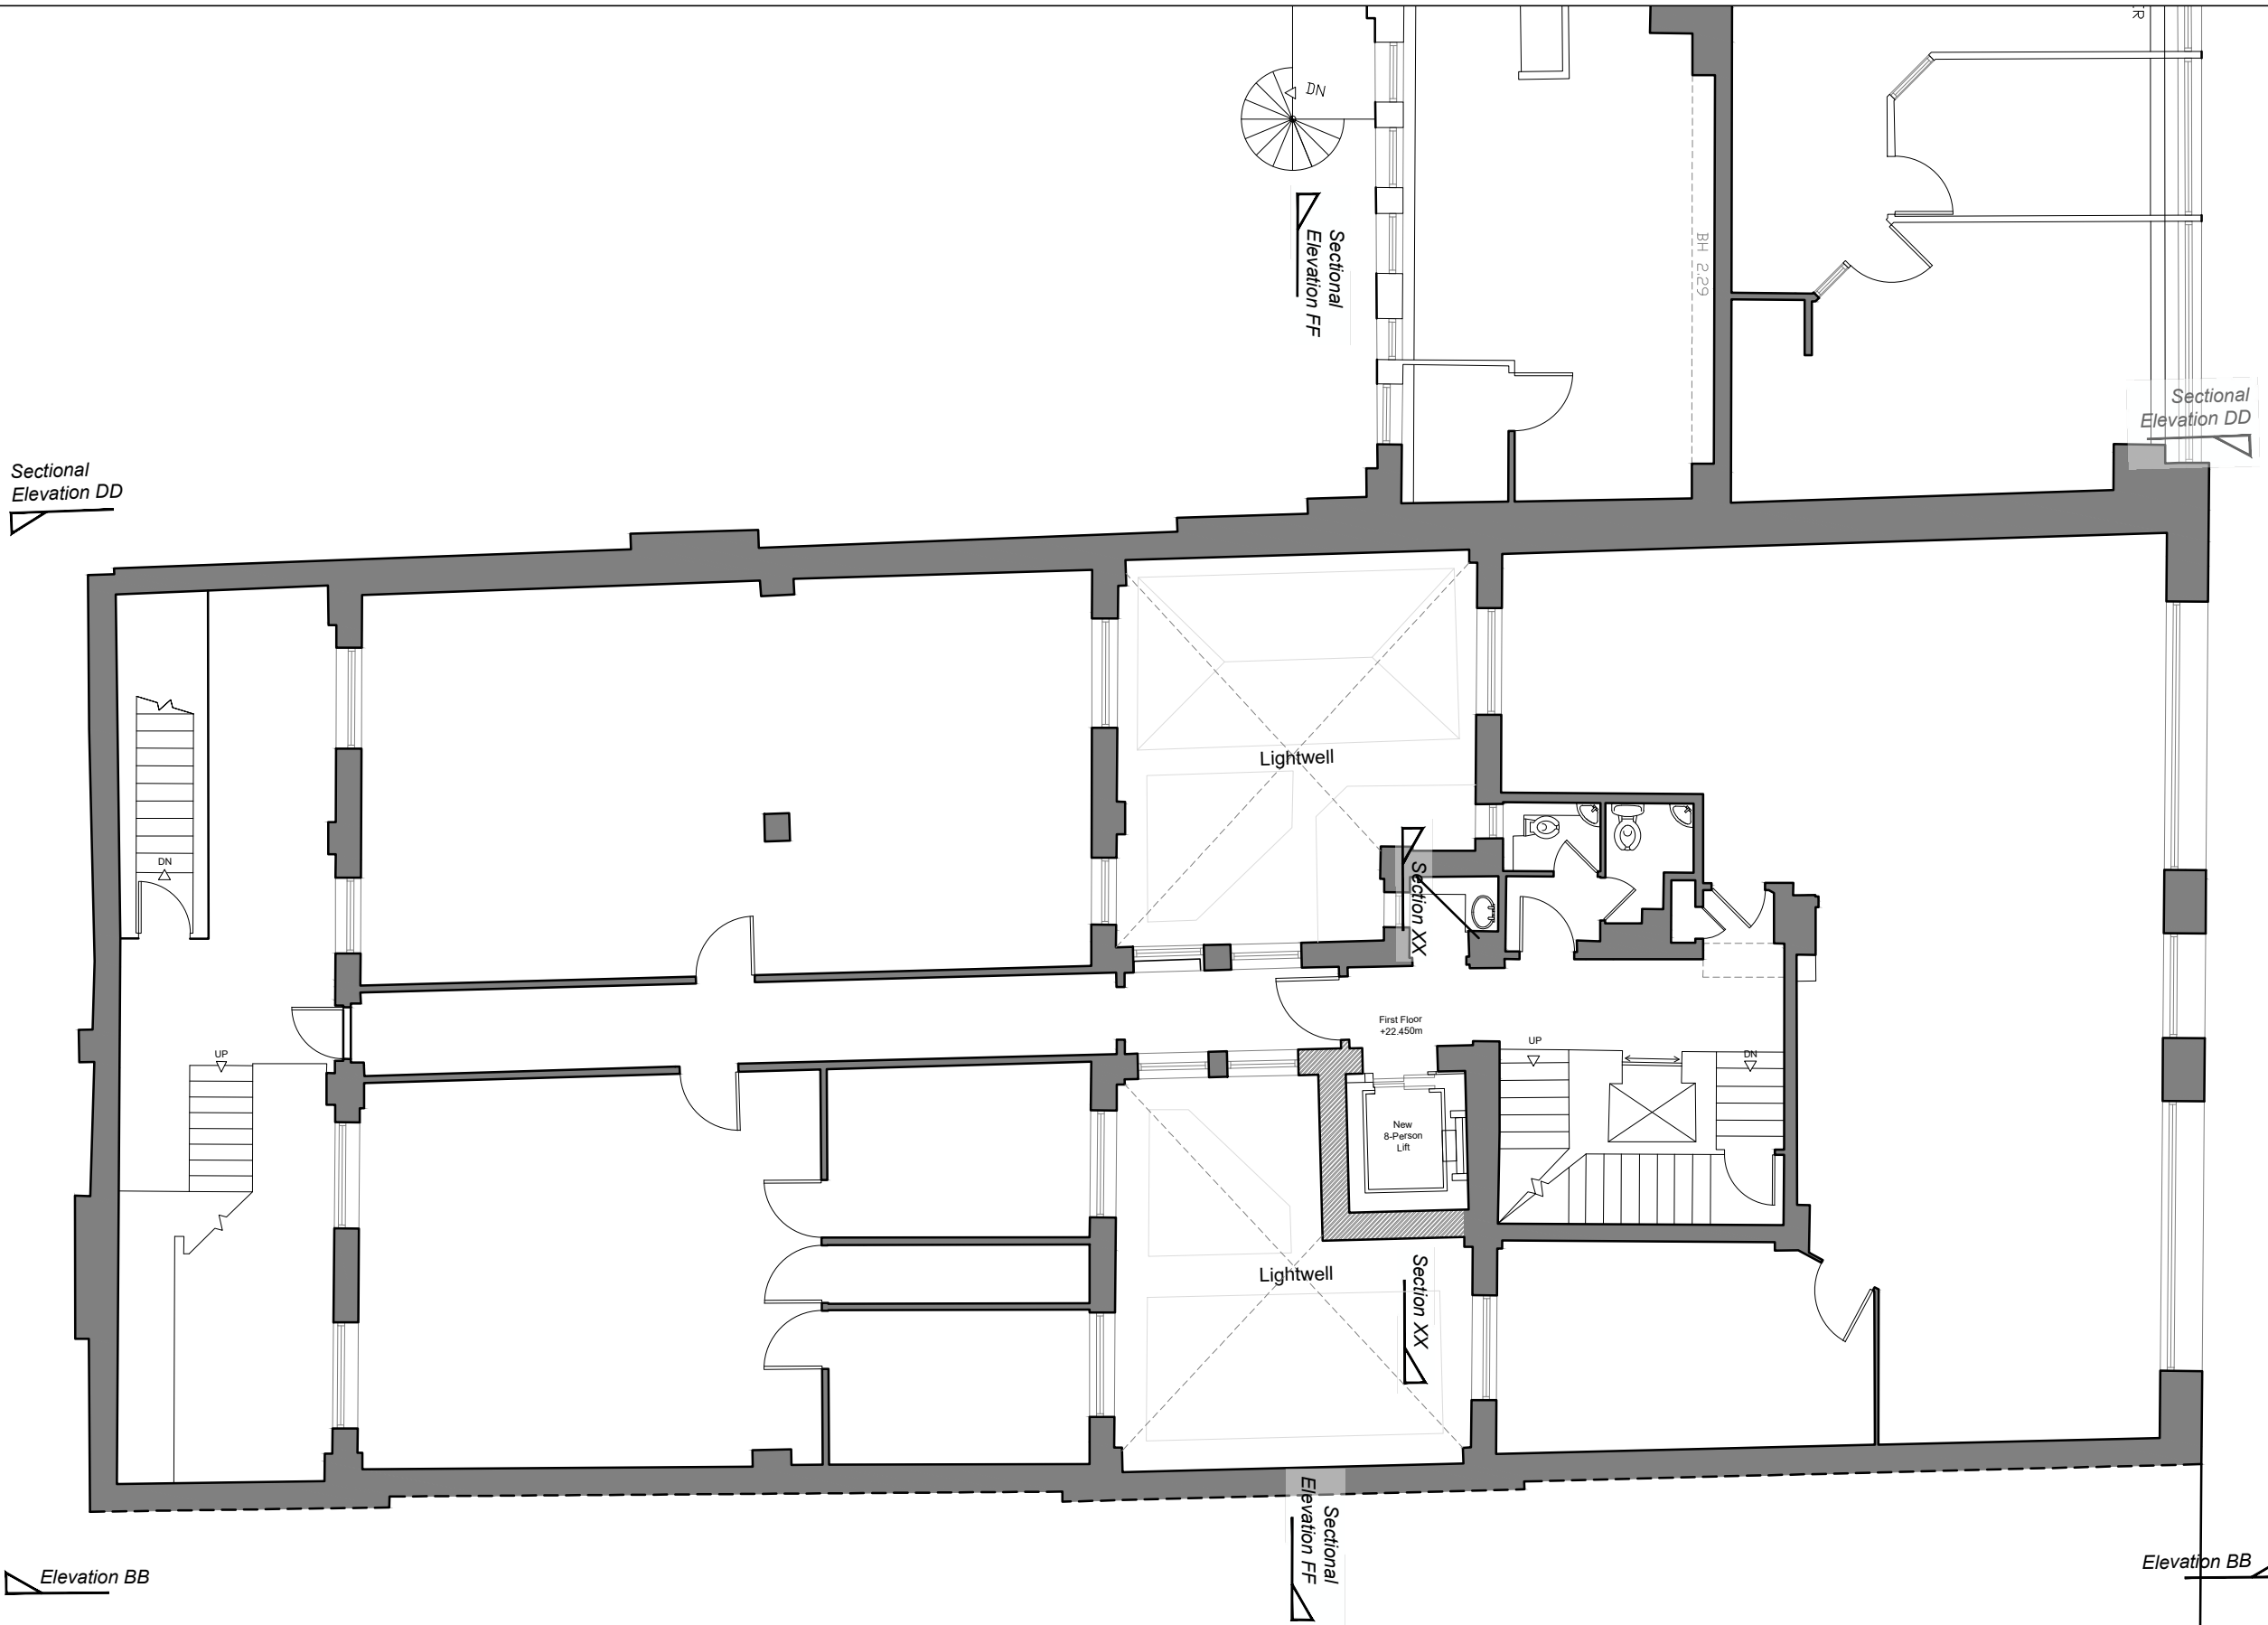 ER
DN
Sectional
Elevation FF
BH 2.29
Sectional
Elevation DD
Sectional
Elevation DD
Lightwell
DN
Section XX
First Floor
+22.450m
UP
DN
UP
New
8-Person
Lift
Lightwell
Section XX
Sectional
Elevation FF
Elevation BB
Elevation BB